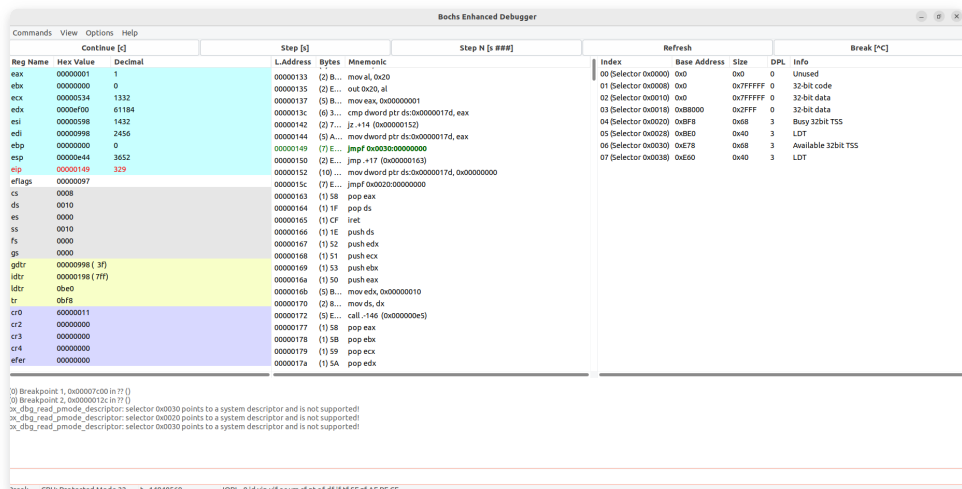 Bochs Enhanced Debugger
Commands View Options Help
Continue [c] Step [s] Step N [s ###] Refresh Break [^C]
Reg Name Hex Value Decimal
eax 00000001 1
ebx 00000000 0
ecx 00000534 1332
edx 0000ef00 61184
esi 00000598 1432
edi 00000998 2456
ebp 00000000 0
esp 00000e44 3652
eip 00000149 329
eflags 00000097
cs 0008
ds 0010
es 0000
ss 0010
fs 0000
gs 0000
gdtr 00000998 ( 3f)
idtr 00000198 ( 7ff)
ldtr 0be0
tr 0bf8
cr0 60000011
cr2 00000000
cr3 00000000
cr4 00000000
efer 00000000
L.Address Bytes Mnemonic
00000133 (2) B... mov al, 0x20
00000135 (2) E... out 0x20, al
00000137 (5) B... mov eax, 0x00000001
0000013c (6) 3... cmp dword ptr ds:0x0000017d, eax
00000142 (2) 7... jz .+14 (0x00000152)
00000144 (5) A... mov dword ptr ds:0x0000017d, eax
00000149 (7) E... jmpf 0x0030:00000000
00000150 (2) E... jmp .+17 (0x00000163)
00000152 (10) ... mov dword ptr ds:0x0000017d, 0x00000000
0000015c (7) E... jmpf 0x0020:00000000
00000163 (1) 58 pop eax
00000164 (1) 1F pop ds
00000165 (1) CF iret
00000166 (1) 1E push ds
00000167 (1) 52 push edx
00000168 (1) 51 push ecx
00000169 (1) 53 push ebx
0000016a (1) 50 push eax
0000016b (5) B... mov edx, 0x00000010
00000170 (2) 8... mov ds, dx
00000172 (5) E... call .-146 (0x000000e5)
00000177 (1) 58 pop eax
00000178 (1) 5B pop ebx
00000179 (1) 59 pop ecx
0000017a (1) 5A pop edx
Index Base Address Size DPL Info
00 (Selector 0x0000) 0x0 0x0 0 Unused
01 (Selector 0x0008) 0x0 0x7FFFFF 0 32-bit code
02 (Selector 0x0010) 0x0 0x7FFFFF 0 32-bit data
03 (Selector 0x0018) 0xB8000 0x2FFF 0 32-bit data
04 (Selector 0x0020) 0xBF8 0x68 3 Busy 32bit TSS
05 (Selector 0x0028) 0xBE0 0x40 3 LDT
06 (Selector 0x0030) 0xE78 0x68 3 Available 32bit TSS
07 (Selector 0x0038) 0xE60 0x40 3 LDT
0) Breakpoint 1, 0x00007c00 in ?? ()
0) Breakpoint 2, 0x0000012c in ?? ()
bx_dbg_read_pmode_descriptor: selector 0x0030 points to a system descriptor and is not supported!
bx_dbg_read_pmode_descriptor: selector 0x0020 points to a system descriptor and is not supported!
bx_dbg_read_pmode_descriptor: selector 0x0030 points to a system descriptor and is not supported!